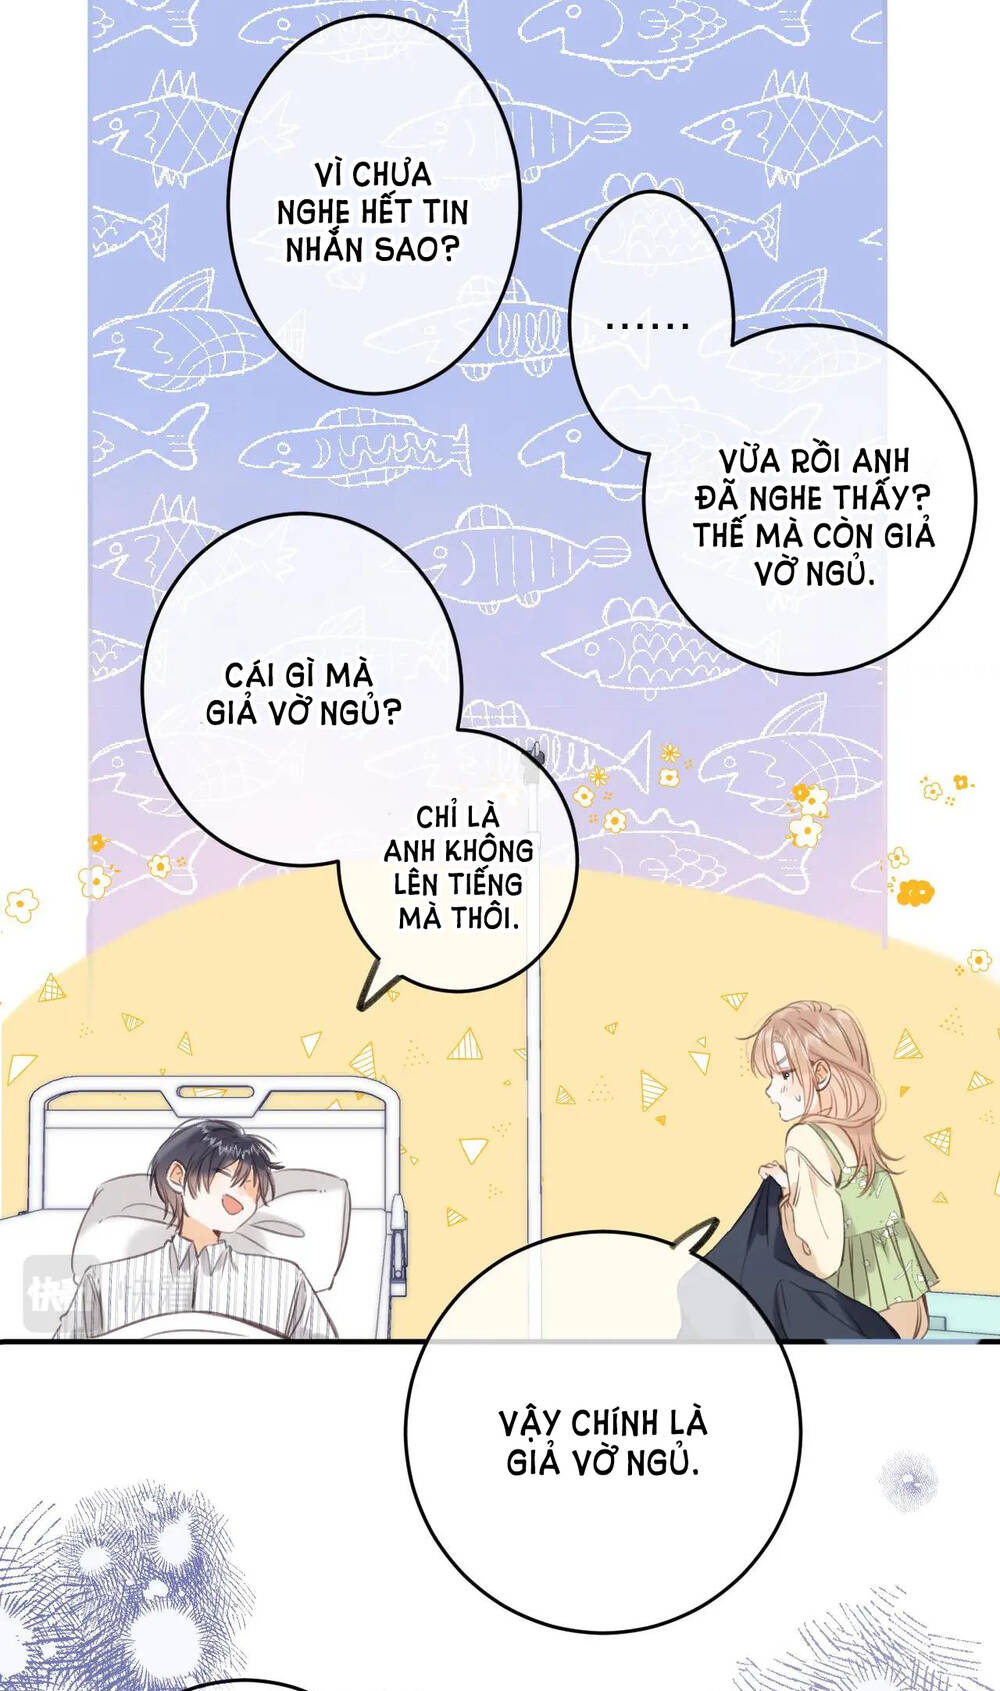 VÌ CHƯA
NGHE HẾT TIN
NHẮN SAO?
......
VỪA RỒI ANH
ĐÃ NGHE THẤY?
THẾ MÀ CÒN GIẢ
VỜ NGỦ.
CÁI GÌ MÀ
GIẢ VỜ NGỦ?
CHỈ LÀ
ANH KHÔNG
LÊN TIẾNG
MÀ THÔI.
快看
VẬY CHÍNH LÀ
GIẢ VỜ NGỦ.